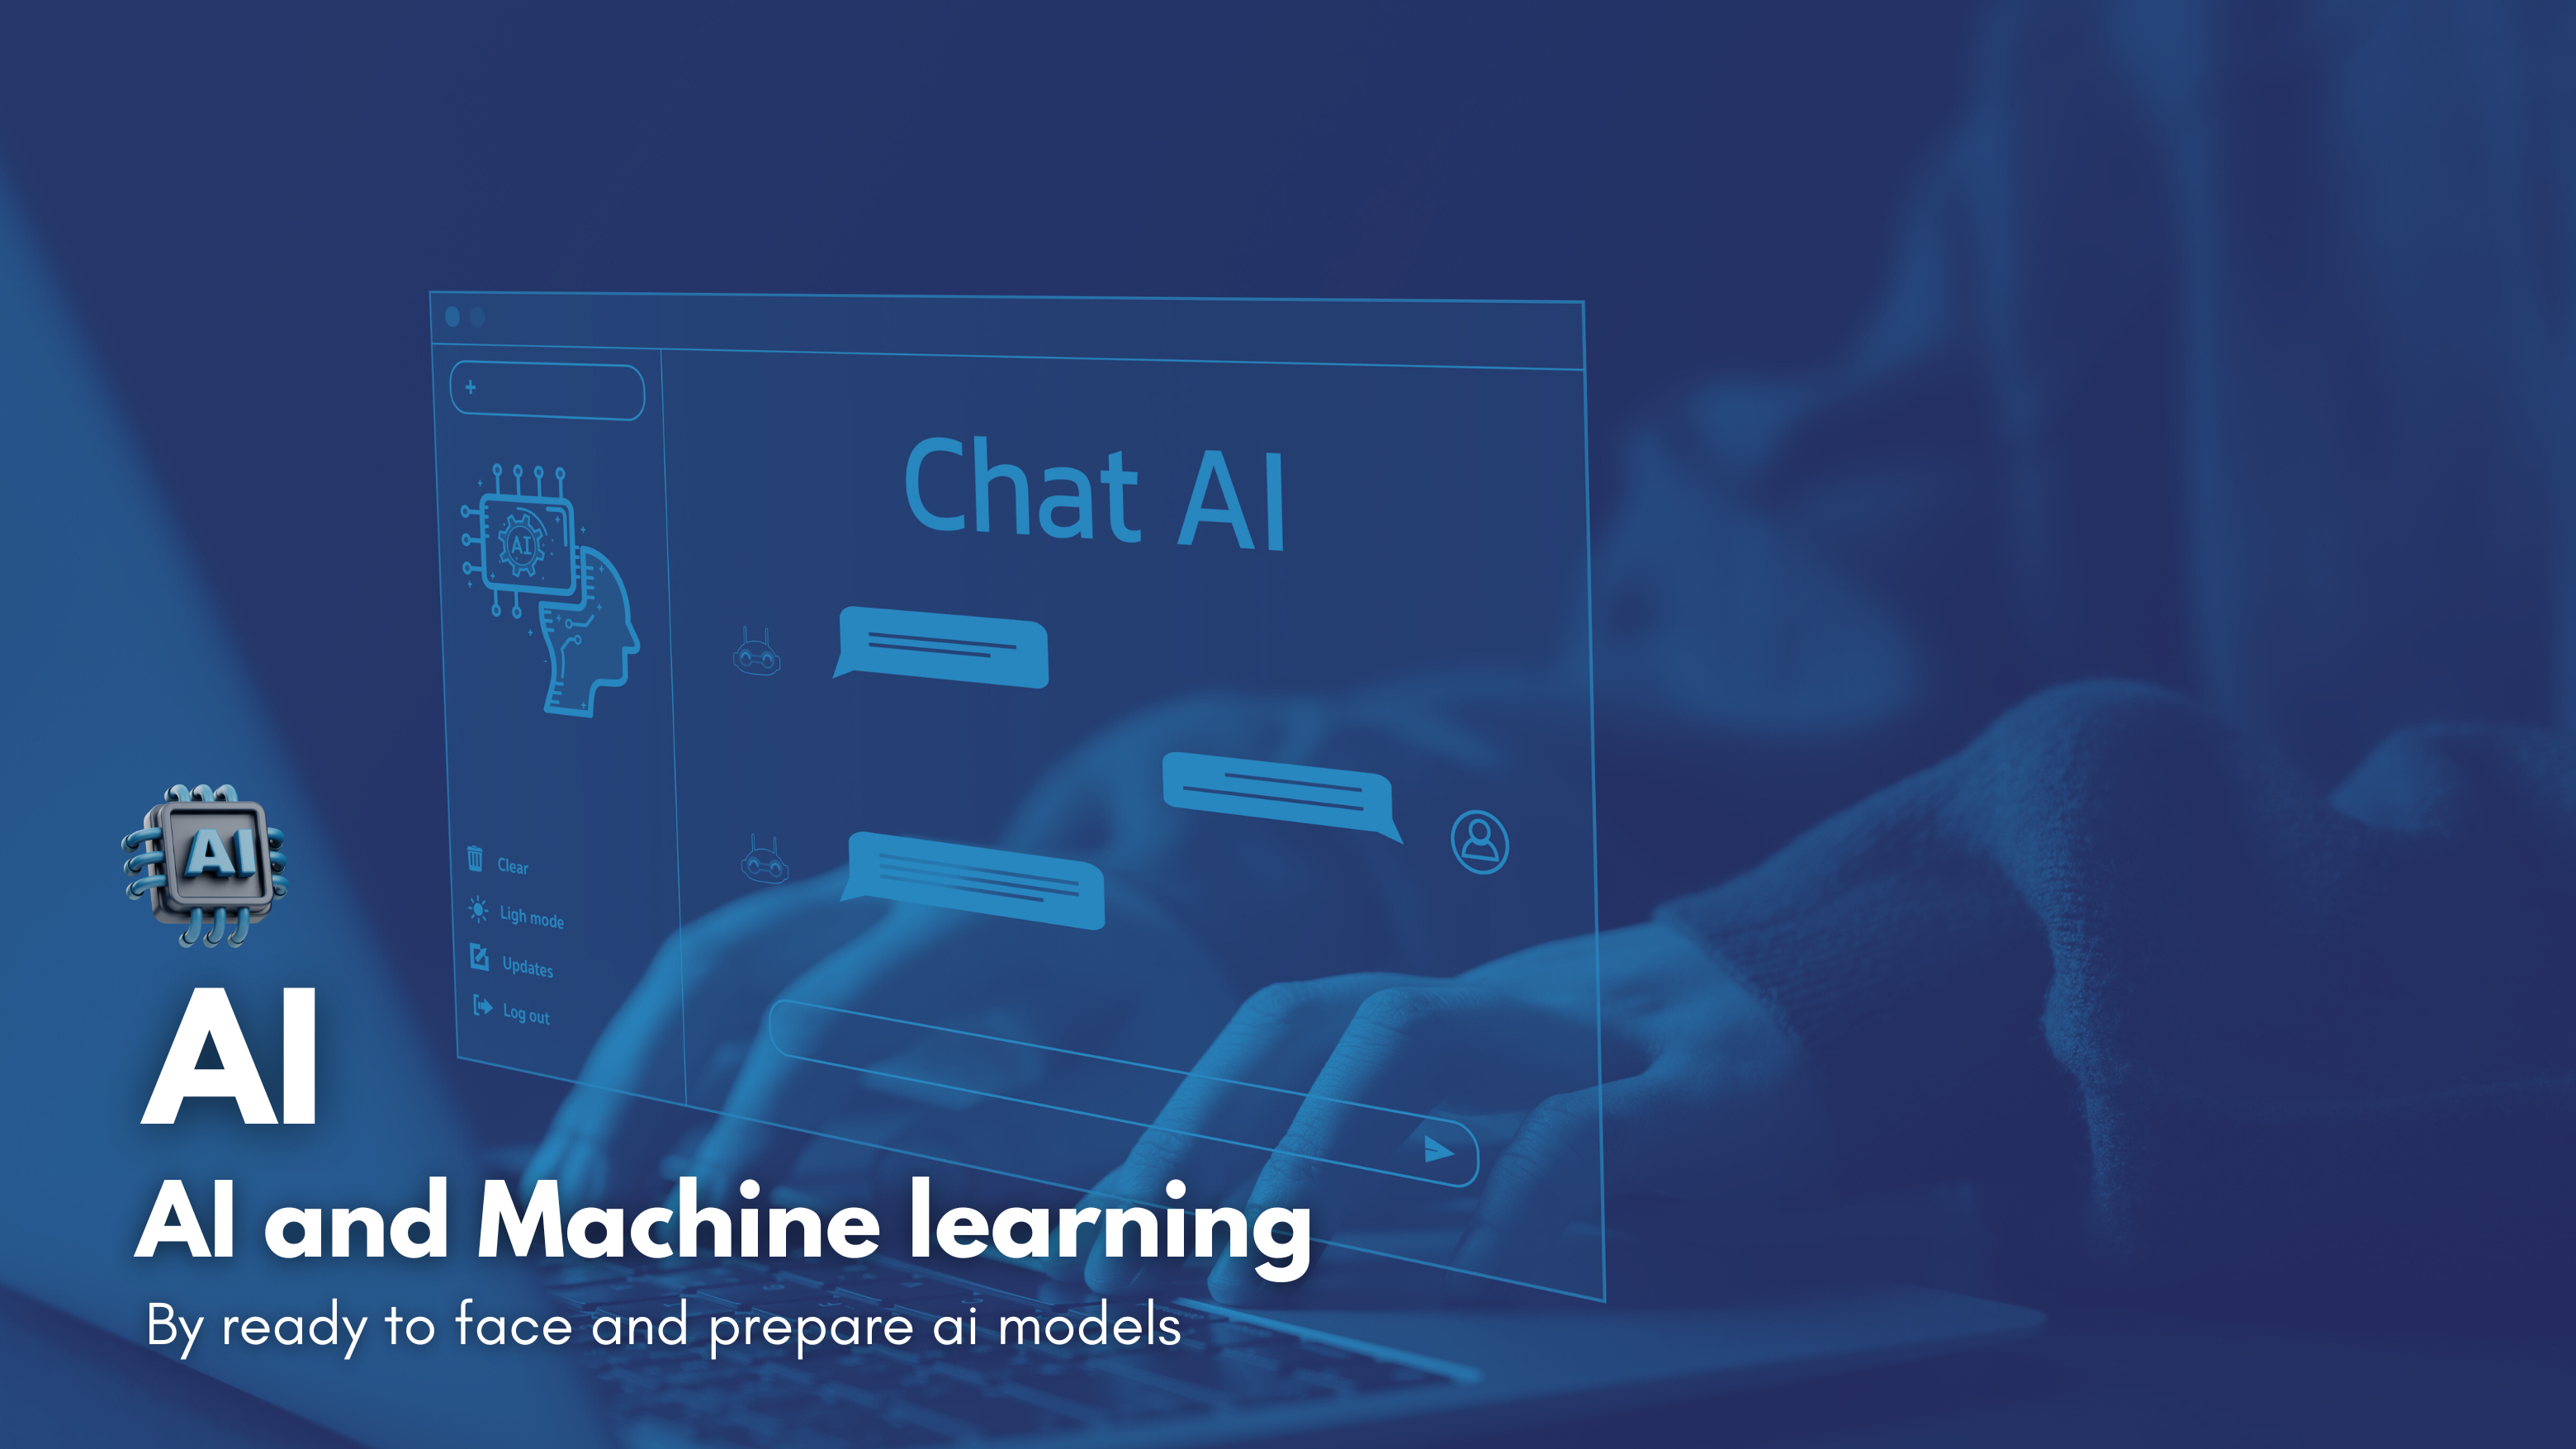 Chat AI
AI
Clear
Ligh mode
Updates
Log out
AI
AI
AI and Machine learning
By ready to face and prepare ai models